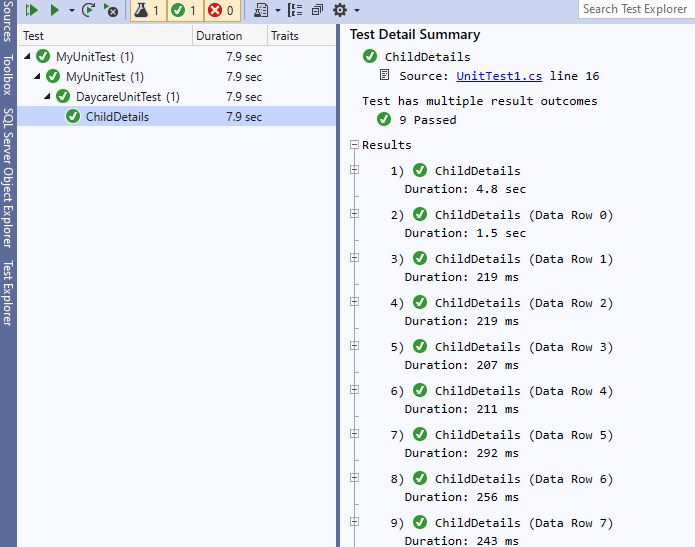 1 1 0
Search Test Explorer
Sources
Toolbox
SQL Server Object Explorer
Test Explorer
Test Duration Traits
MyUnitTest (1) 7.9 sec
MyUnitTest (1) 7.9 sec
DaycareUnitTest (1) 7.9 sec
ChildDetails 7.9 sec
Test Detail Summary
ChildDetails
Source: UnitTest1.cs line 16
Test has multiple result outcomes
9 Passed
Results
1) ChildDetails
Duration: 4.8 sec
2) ChildDetails (Data Row 0)
Duration: 1.5 sec
3) ChildDetails (Data Row 1)
Duration: 219 ms
4) ChildDetails (Data Row 2)
Duration: 219 ms
5) ChildDetails (Data Row 3)
Duration: 207 ms
6) ChildDetails (Data Row 4)
Duration: 211 ms
7) ChildDetails (Data Row 5)
Duration: 292 ms
8) ChildDetails (Data Row 6)
Duration: 256 ms
9) ChildDetails (Data Row 7)
Duration: 243 ms